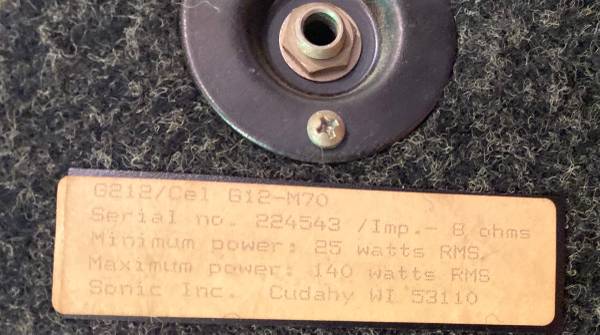 G212/Cel G12-M70
Serial no. 224543 /Imp.- 8 ohms
Minimum power: 25 watts RMS.
Maximum power: 140 watts RMS
Sonic Inc. Cudahy WI 53110